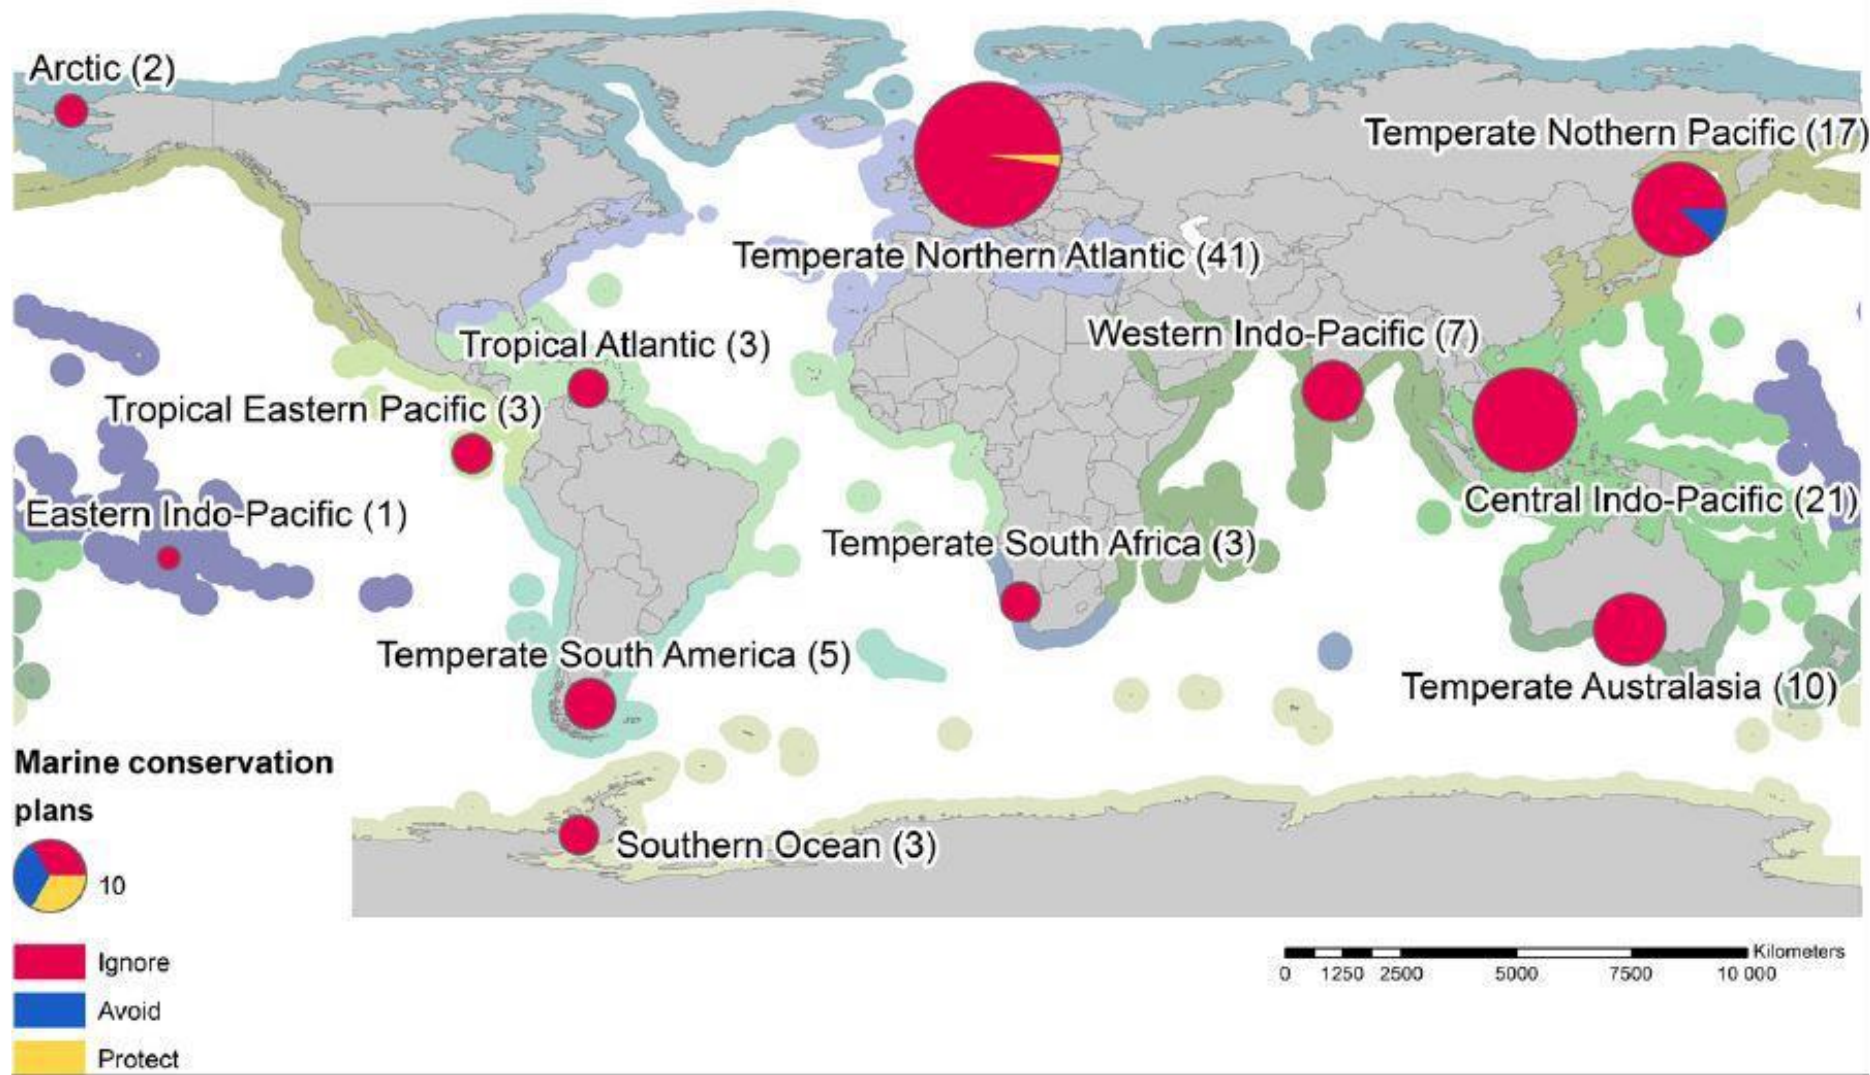 Arctic (2)
Temperate Nothern Pacific (17)
Temperate Northern Atlantic (41)
Western Indo-Pacific (7)
Tropical Atlantic (3)
Tropical Eastern Pacific (3)
Central Indo-Pacific (21)
Eastern Indo-Pacific (1)
Temperate South Africa (3)
Temperate South America (5)
Temperate Australasia (10)
Southern Ocean (3)
Marine conservation
plans
10
Ignore
Avoid
Protect
Kilometers
0 1250 2500 5000 7500 10 000